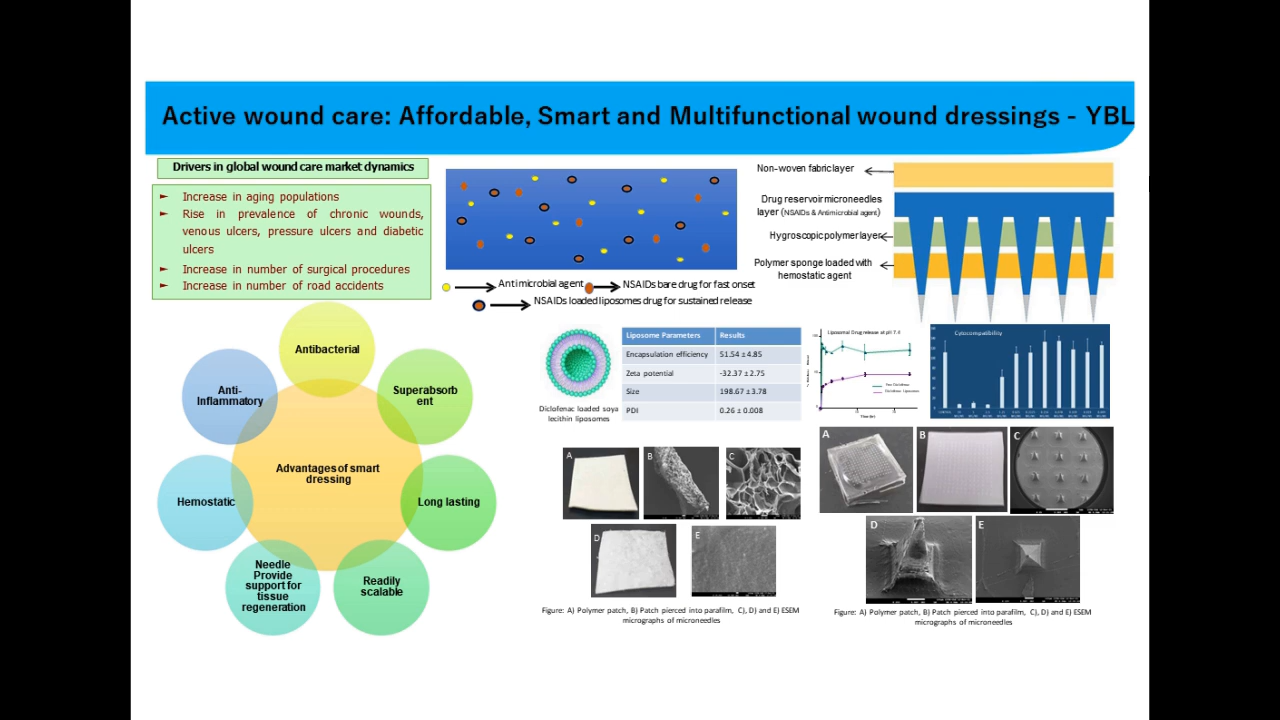 Active wound care: Affordable, Smart and Multifunctional wound dressings - YBL
Drivers in global wound care market dynamics
► Increase in aging populations
► Rise in prevalence of chronic wounds,
venous ulcers, pressure ulcers and diabetic
ulcers
► Increase in number of surgical procedures
► Increase in number of road accidents
Antimicrobial agent
NSAIDs bare drug for fast onset
NSAIDs loaded liposomes drug for sustained release
Non-woven fabric layer
Drug reservoir microneedles
layer (NSAIDs & Antimicrobial agent)
Hygroscopic polymer layer
Polymer sponge loaded with
hemostatic agent
Antibacterial
Superabsorb
ent
Long lasting
Readily
scalable
Needle
Provide
support for
tissue
regeneration
Hemostatic
Anti-
Inflammatory
Advantages of smart
dressing
Diclofenac loaded soya
lecithin liposomes
Liposome Parameters Results
Encapsulation efficiency 51.54 ± 4.85
Zeta potential -32.37 ± 2.75
Size 198.67 ±3.78
PDI 0.26 ± 0.008
Liposomal Drug release at pH 7.4
Free Diclofenac
Diclofenac Liposomes
Cytocompatibility
A
B
C
D
E
Figure: A) Polymer patch, B) Patch pierced into parafilm, C), D) and E) ESEM
micrographs of microneedles
A
B
C
D
E
Figure: A) Polymer patch, B) Patch pierced into parafilm, C), D) and E) ESEM
micrographs of microneedles